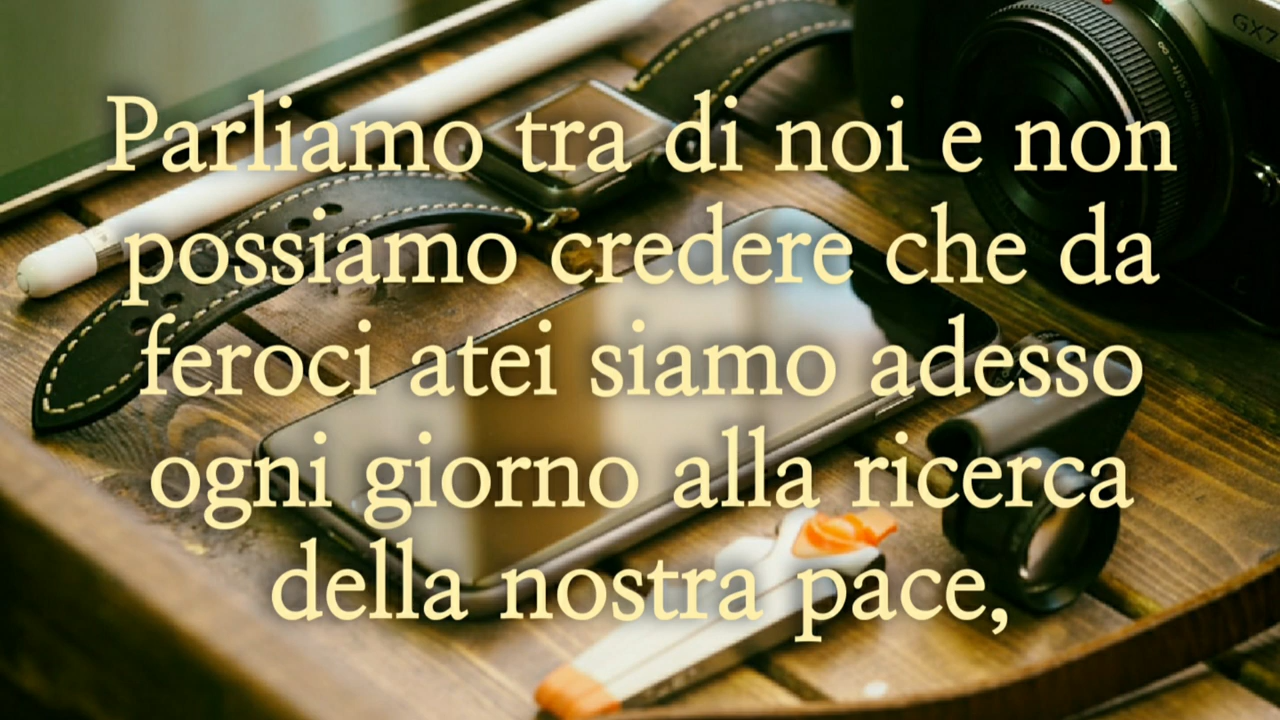 Parliamo tra di noi e non
possiamo credere che da
feroci atei siamo adesso
ogni giorno alla ricerca
della nostra pace,
GX7